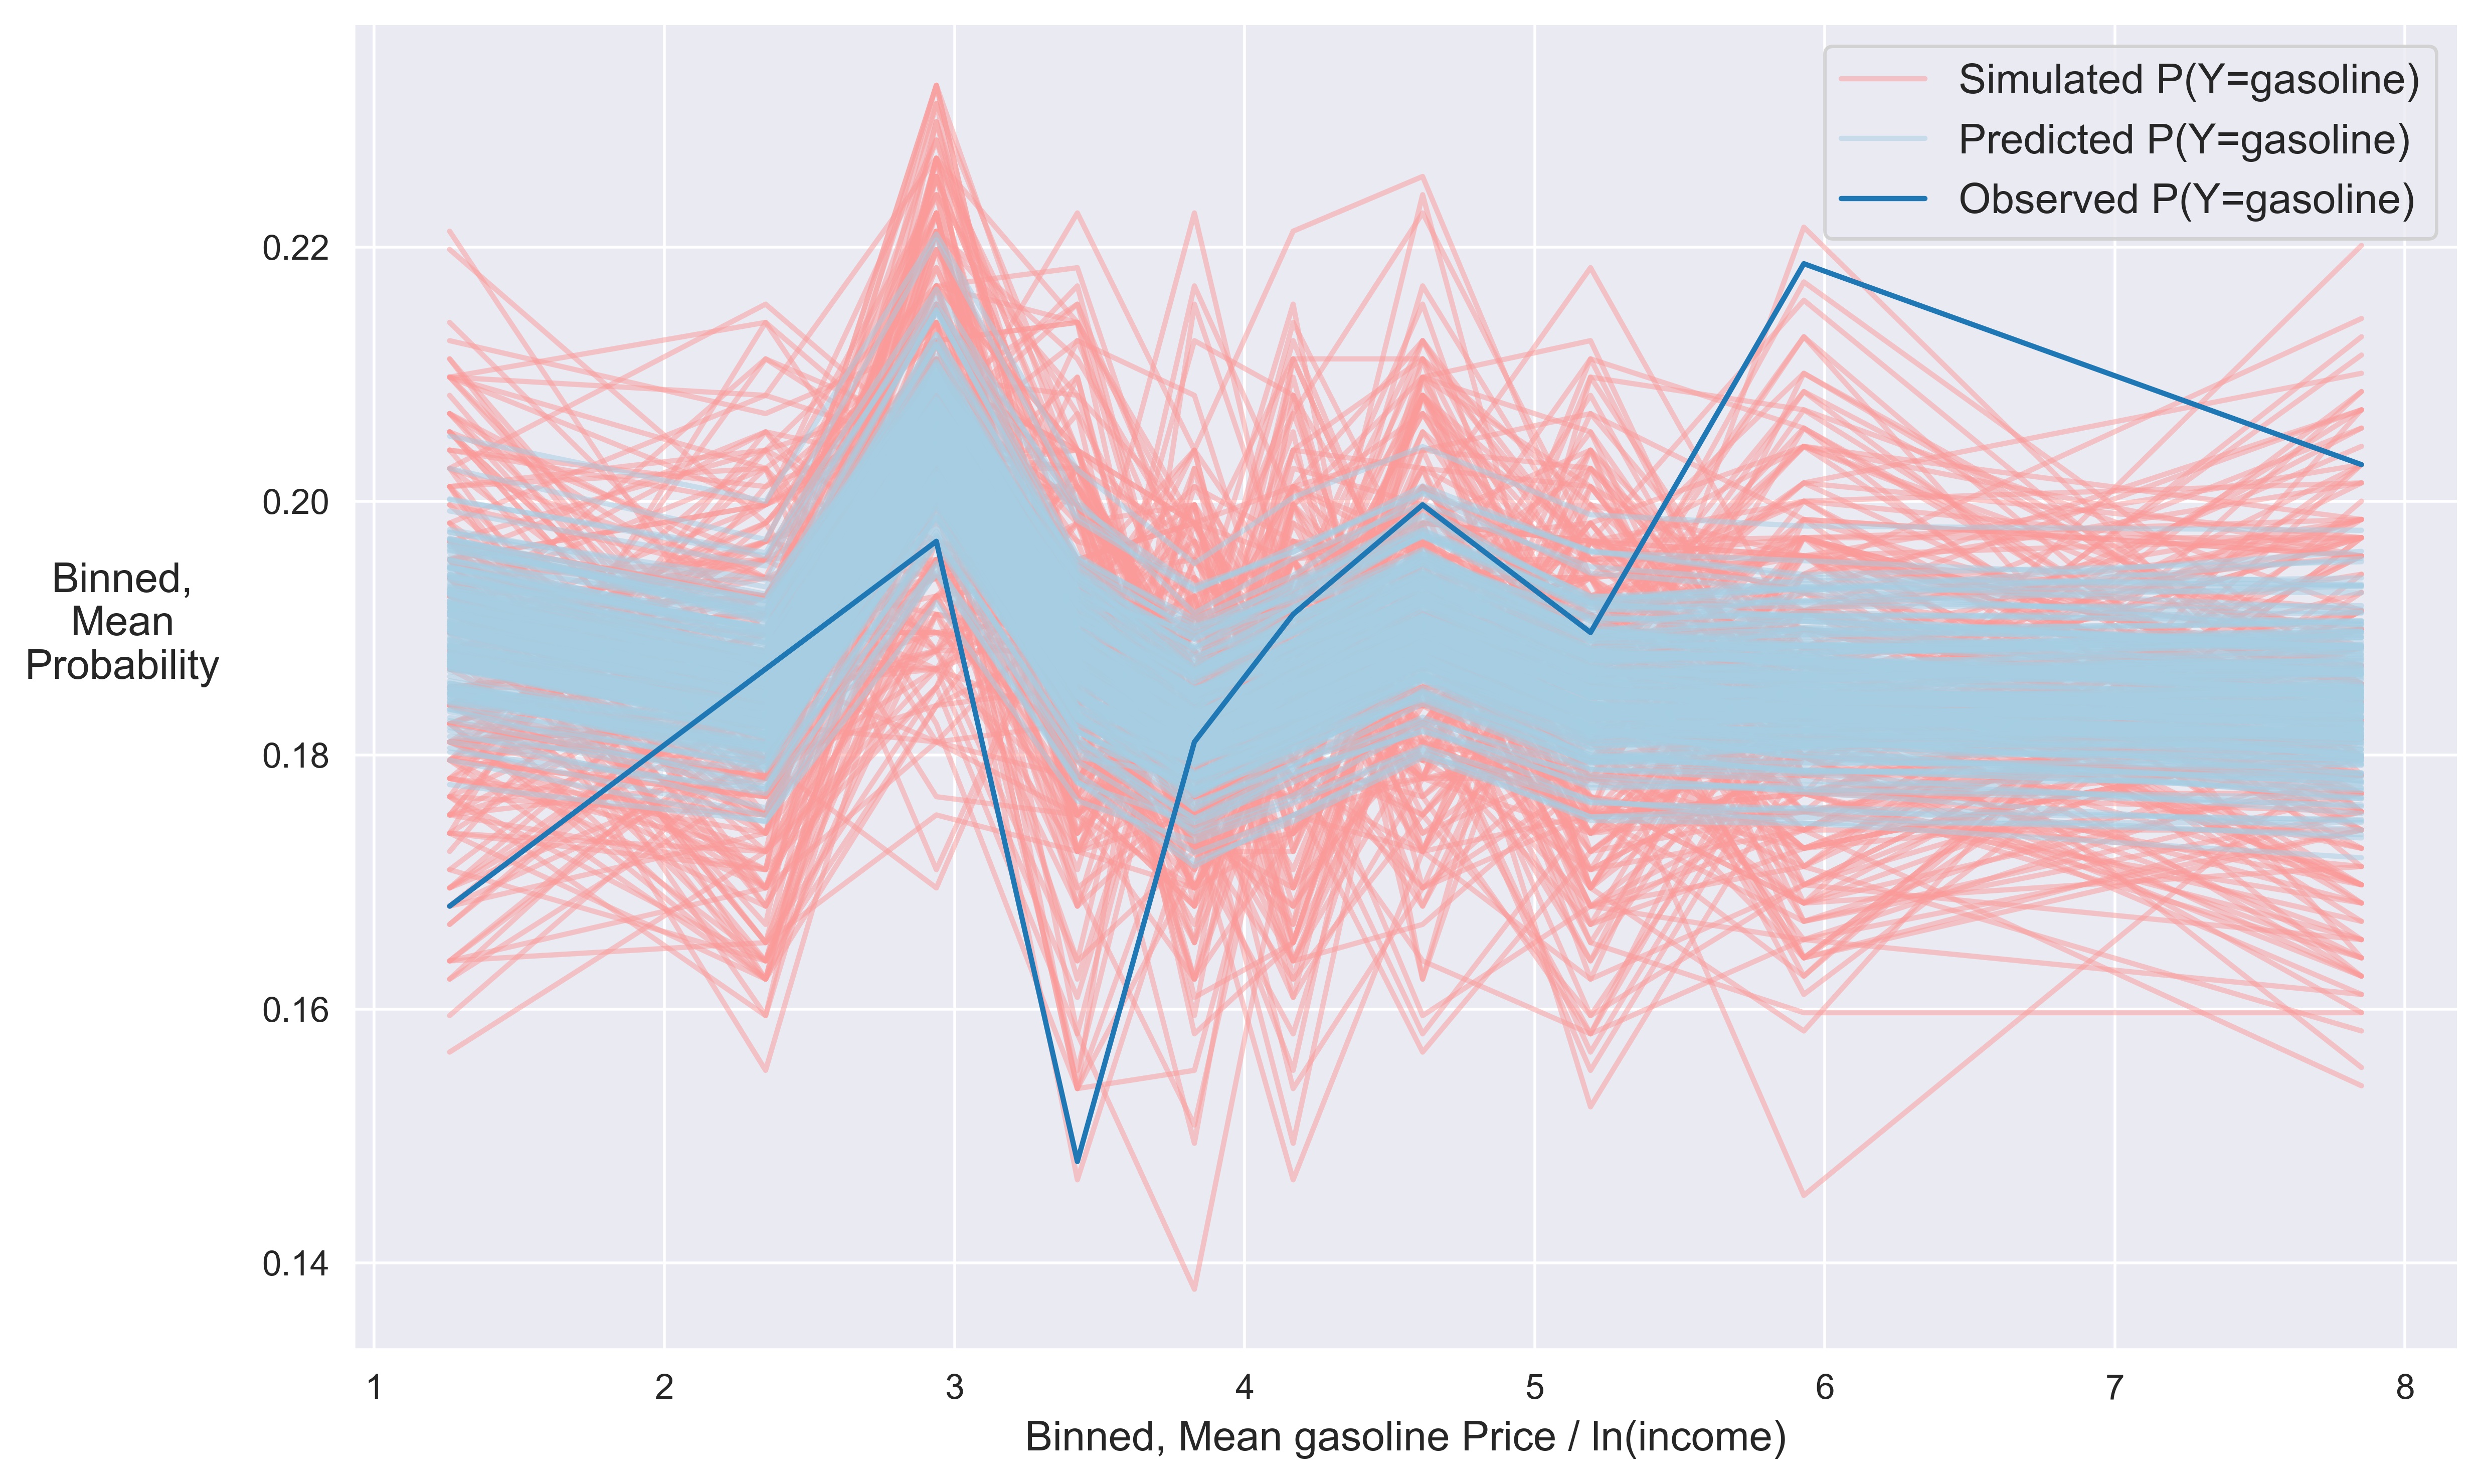 Simulated P(Y=gasoline)
Predicted P(Y=gasoline)
Observed P(Y=gasoline)
0.22
0.20
0.18
0.16
0.14
Binned,
Mean
Probability
1 2 3 4 5 6 7 8
Binned, Mean gasoline Price / ln(income)